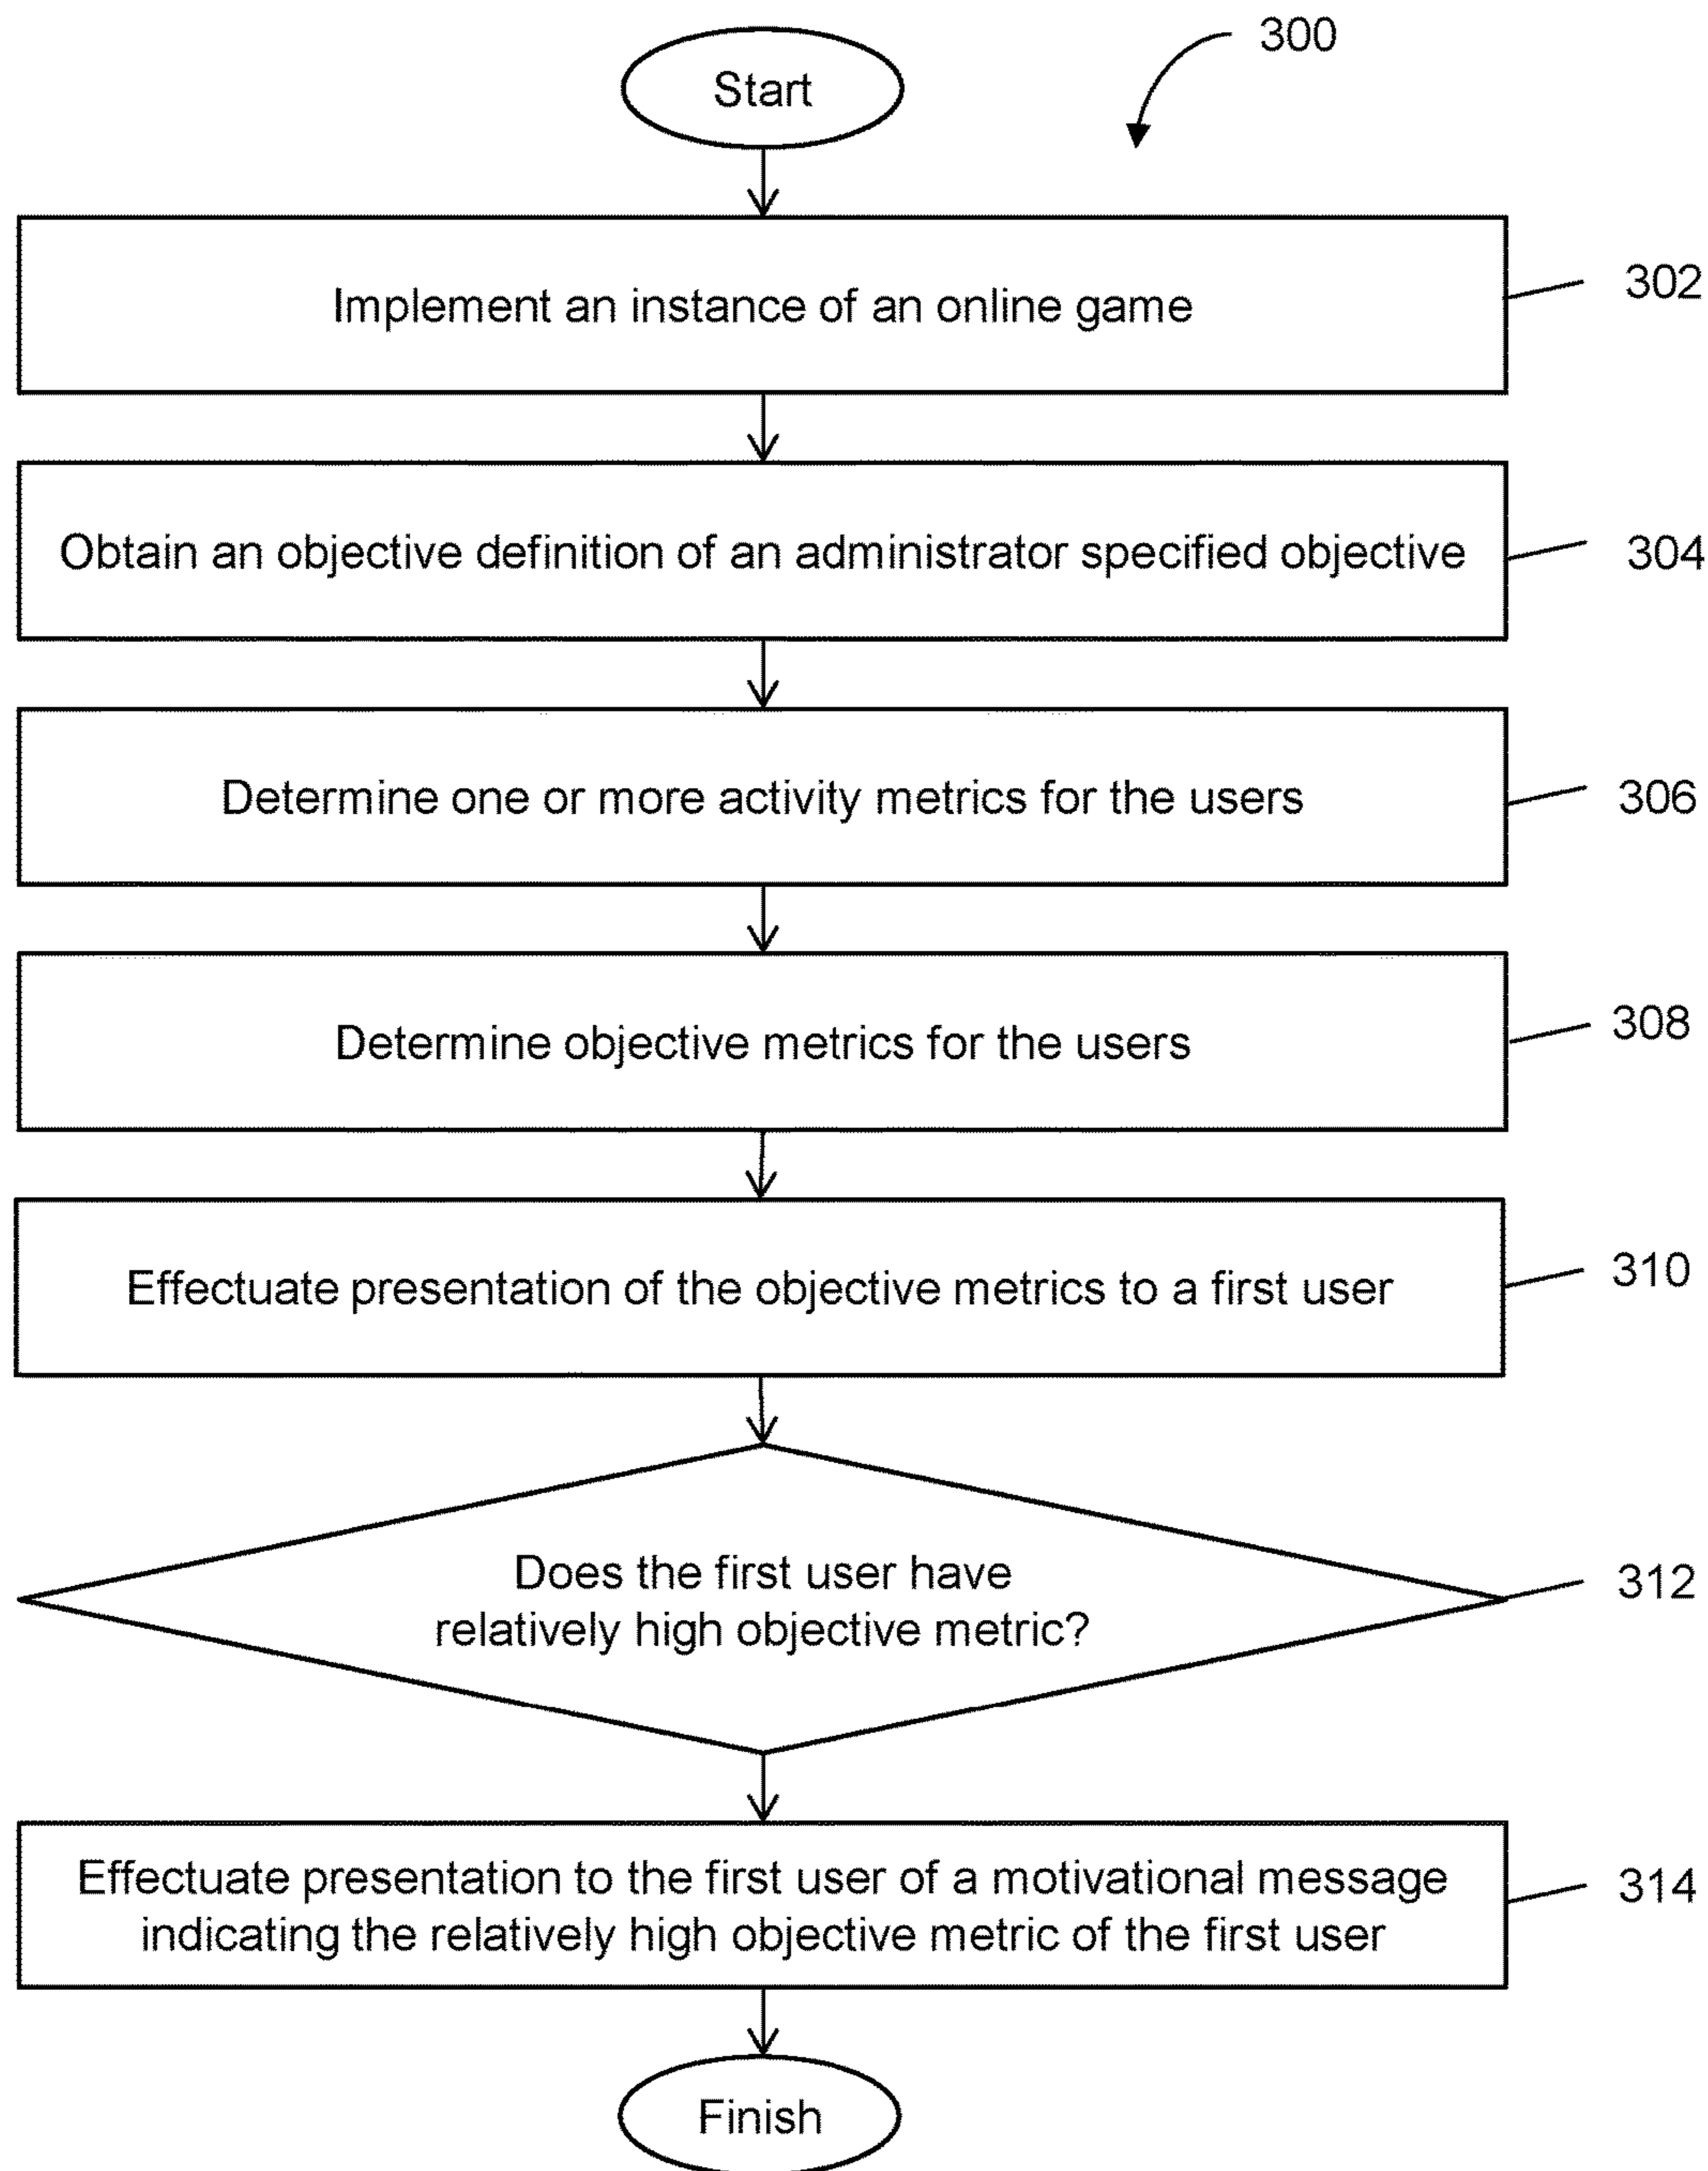 300
Start
Implement an instance of an online game
302
Obtain an objective definition of an administrator specified objective
304
Determine one or more activity metrics for the users
306
Determine objective metrics for the users
308
Effectuate presentation of the objective metrics to a first user
310
Does the first user have
relatively high objective metric?
312
Effectuate presentation to the first user of a motivational message
indicating the relatively high objective metric of the first user
314
Finish